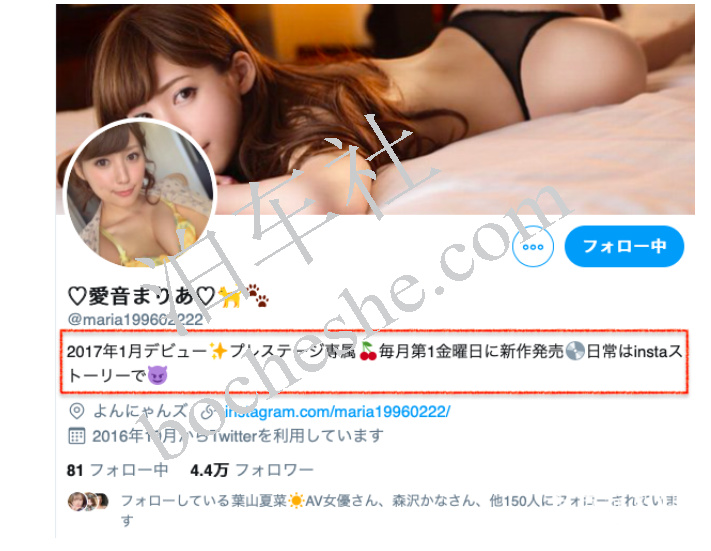 フォロー中
♡愛音まりあ♡🐈🐾
@maria199602222
2017年1月デビュー✨プレステージ専属🍒毎月第1金曜日に新作発売💿日常はinstaス
トーリーで😈
よんにゃんズ instagram.com/maria19960222/
2016年10月からTwitterを利用しています
81 フォロー中 4.4万 フォロワー
フォローしている葉山夏菜☀️AV女優さん、森沢かなさん、他150人にフォローされていま
す
泊车社
bocheshe.com